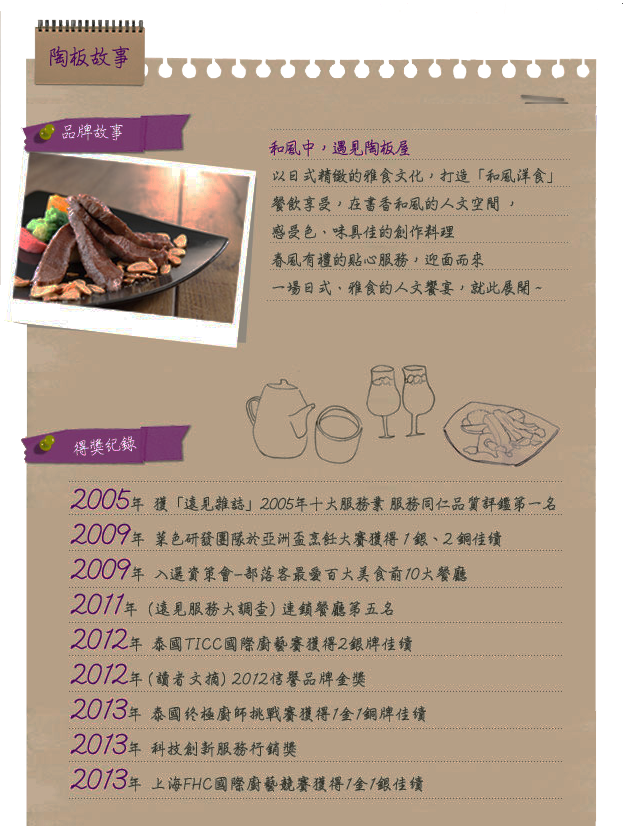 陶板故事
品牌故事
和風中，遇見陶板屋
以日式精緻的雅食文化，打造「和風洋食」
餐飲享受，在書香和風的人文空間，
感受色、味具佳的創作料理
春風有禮的貼心服務，迎面而來
一場日式、雅食的人文饗宴，就此展開~
得獎紀錄
2005年 獲「遠見雜誌」2005年十大服務業 服務同仁品質評鑑第一名
2009年 菜色研發團隊於亞洲盃烹飪大賽獲得1銀、2銅佳績
2009年 入選資策會-部落客最愛百大美食前10大餐廳
2011年 (遠見服務大調查) 連鎖餐廳第五名
2012年 泰國TICC國際廚藝賽獲得2銀牌佳績
2012年 (讀者文摘) 2012信譽品牌金獎
2013年 泰國終極廚師挑戰賽獲得1金1銅牌佳績
2013年 科技創新服務行銷獎
2013年 上海FHC國際廚藝競賽獲得1金1銀佳績